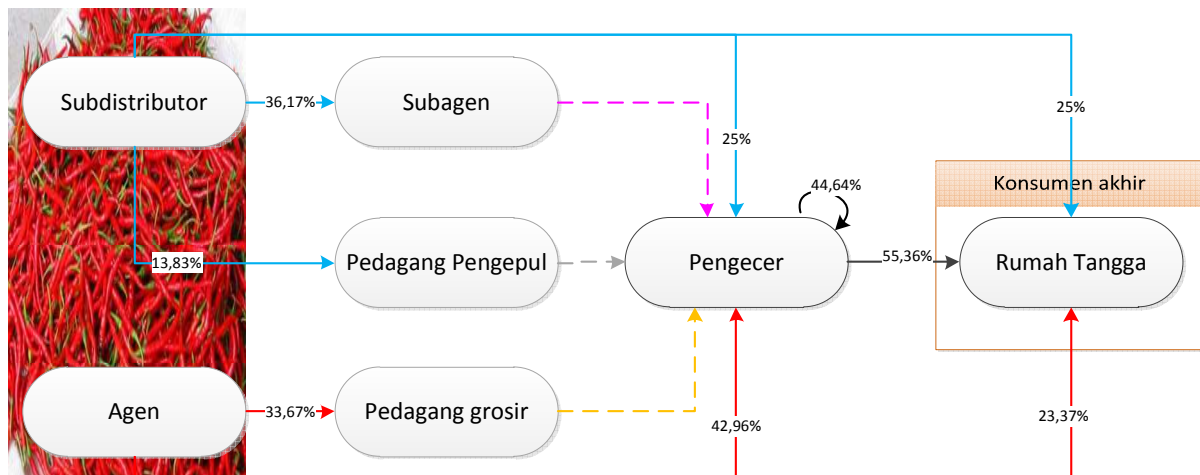 Subdistributor
36,17%
Subagen
25%
25%
Konsumen akhir
44,64%
13,83%
Pedagang Pengepul
Pengecer
55,36%
Rumah Tangga
Agen
33,67%
Pedagang grosir
42,96%
23,37%